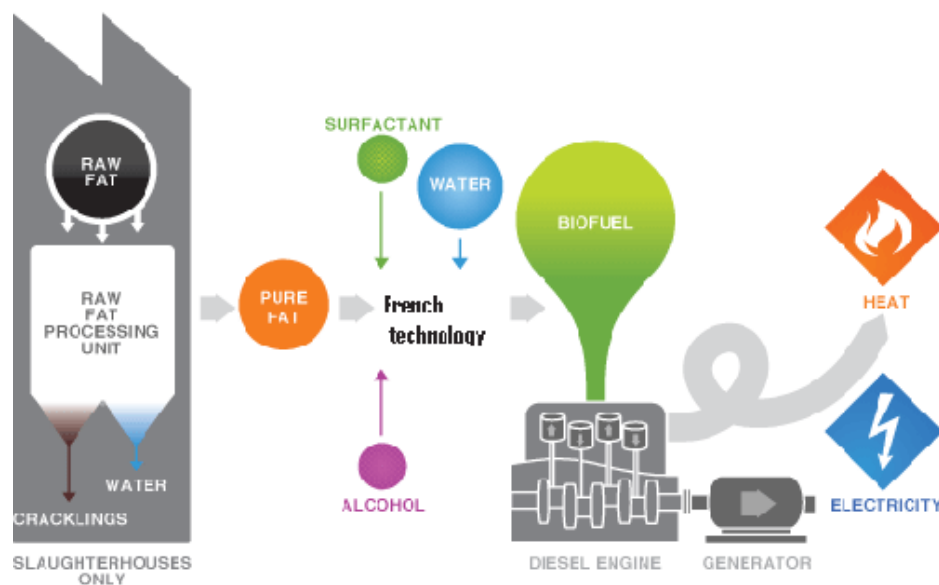 RAW
FAT
RAW
FAT
PROCESSING
UNIT
WATER
CRACKLINGS
SLAUGHTERHOUSES
ONLY
PURE
FAT
SURFACTANT
WATER
French
technology
ALCOHOL
BIOFUEL
DIESEL ENGINE
GENERATOR
HEAT
ELECTRICITY